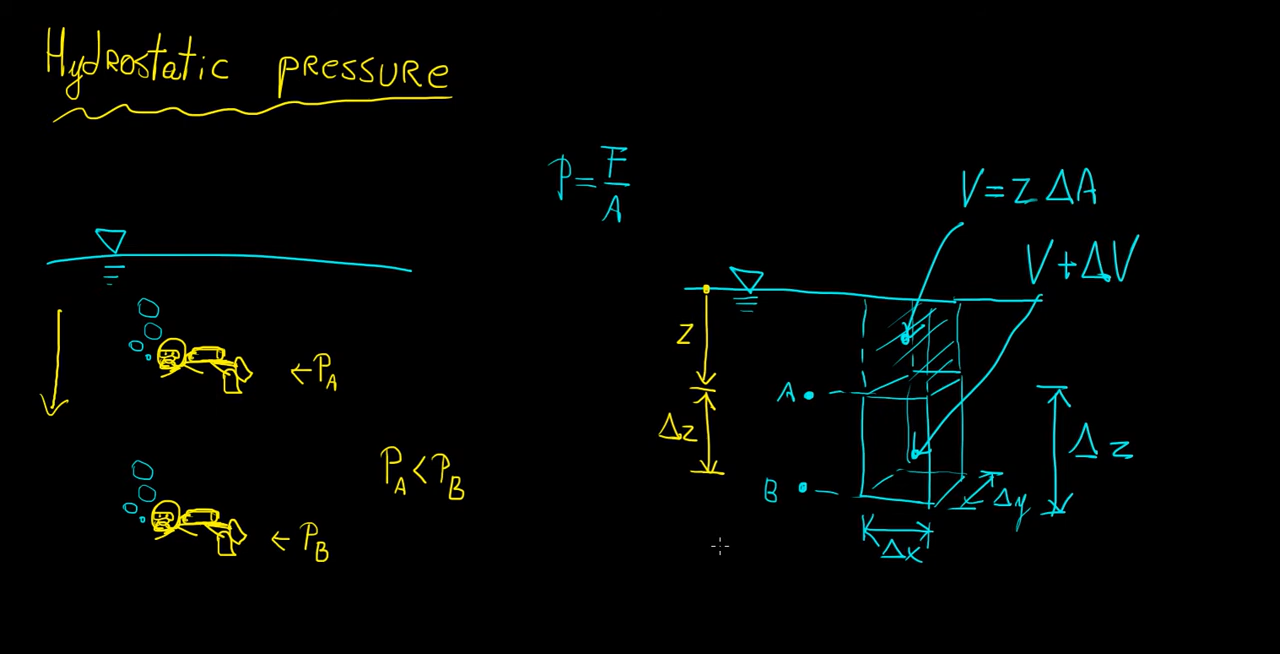 Hydrostatic pressure
P = F/A
V = z ΔA
V + ΔV
z
←P_A
A
Δz
Δz
P_A < P_B
B
Δy
←P_B
Δx